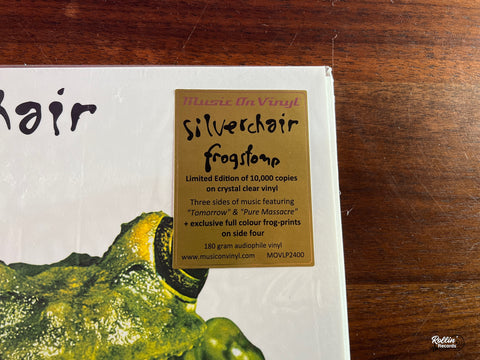 hair
Music On Vinyl
silverchair
frogstomp
Limited Edition of 10,000 copies
on crystal clear vinyl
Three sides of music featuring
"Tomorrow" & "Pure Massacre"
+ exclusive full colour frog-prints
on side four
180 gram audiophile vinyl
www.musiconvinyl.com MOVLP2400
Rollin'
Records